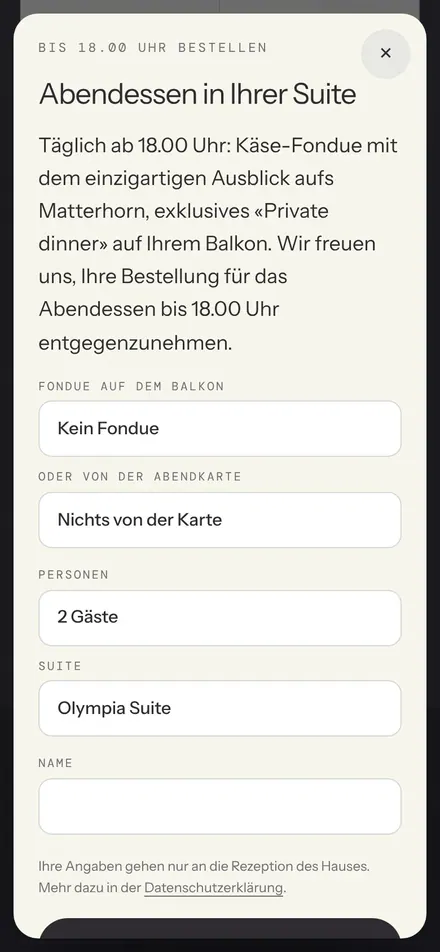 BIS 18.00 UHR BESTELLEN
×
Abendessen in Ihrer Suite
Täglich ab 18.00 Uhr: Käse-Fondue mit
dem einzigartigen Ausblick aufs
Matterhorn, exklusives «Private
dinner» auf Ihrem Balkon. Wir freuen
uns, Ihre Bestellung für das
Abendessen bis 18.00 Uhr
entgegenzunehmen.
FONDUE AUF DEM BALKON
Kein Fondue
ODER VON DER ABENDKARTE
Nichts von der Karte
PERSONEN
2 Gäste
SUITE
Olympia Suite
NAME
Ihre Angaben gehen nur an die Rezeption des Hauses.
Mehr dazu in der Datenschutzerklärung.